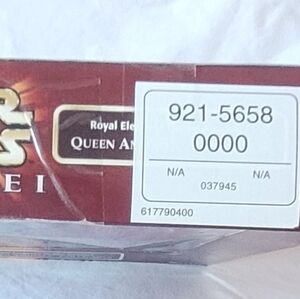 Royal Ele
QUEEN AM
E I
921-5658
0000
N/A N/A
037945
617790400